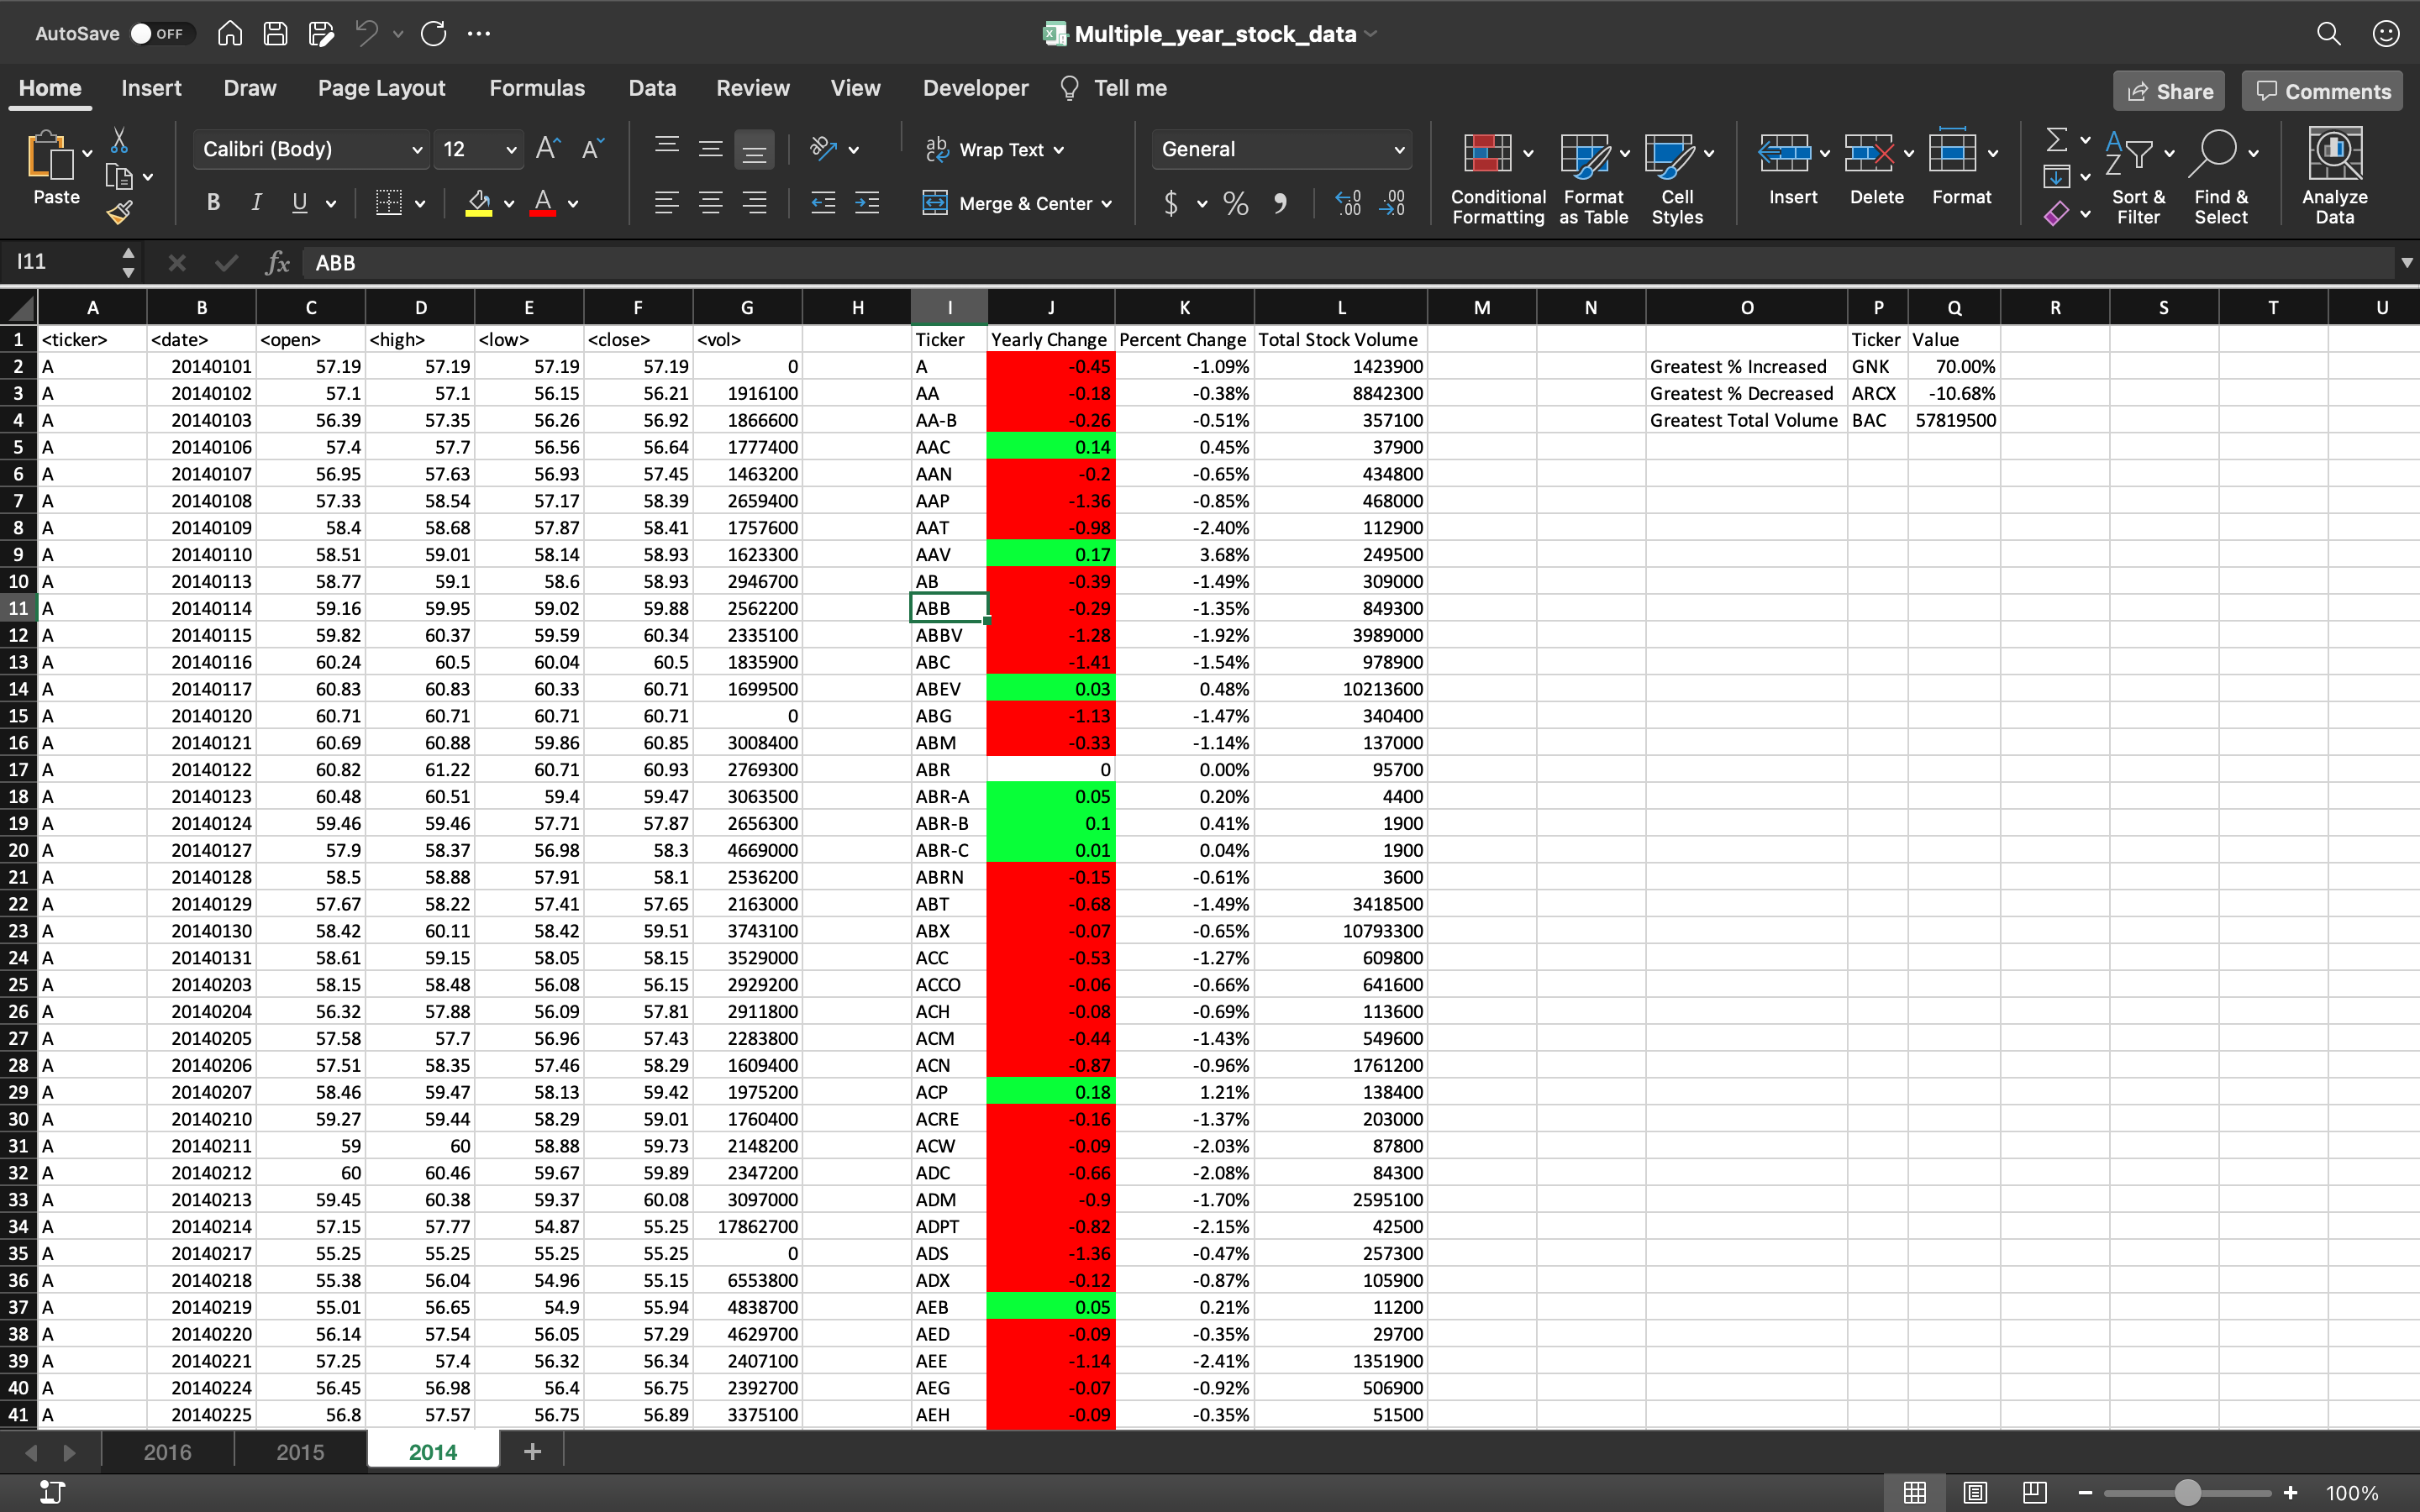 AutoSave OFF Multiple_year_stock_data
Home Insert Draw Page Layout Formulas Data Review View Developer Tell me Share Comments
Paste Calibri (Body) 12 A A ab Wrap Text General Conditional Formatting Format as Table Cell Styles Insert Delete Format Sort & Filter Find & Select Analyze Data
B I U A Merge & Center $ % 9 .0 .00 .00 .0
I11 fx ABB
A B C D E F G H I J K L M N O P Q R S T U
1 <ticker> <date> <open> <high> <low> <close> <vol> Ticker Yearly Change Percent Change Total Stock Volume Ticker Value
2 A 20140101 57.19 57.19 57.19 57.19 0 A -0.45 -1.09% 1423900 Greatest % Increased GNK 70.00%
3 A 20140102 57.1 57.1 56.15 56.21 1916100 AA -0.18 -0.38% 8842300 Greatest % Decreased ARCX -10.68%
4 A 20140103 56.39 57.35 56.26 56.92 1866600 AA-B -0.26 -0.51% 357100 Greatest Total Volume BAC 57819500
5 A 20140106 57.4 57.7 56.56 56.64 1777400 AAC 0.14 0.45% 37900
6 A 20140107 56.95 57.63 56.93 57.45 1463200 AAN -0.2 -0.65% 434800
7 A 20140108 57.33 58.54 57.17 58.39 2659400 AAP -1.36 -0.85% 468000
8 A 20140109 58.4 58.68 57.87 58.41 1757600 AAT -0.98 -2.40% 112900
9 A 20140110 58.51 59.01 58.14 58.93 1623300 AAV 0.17 3.68% 249500
10 A 20140113 58.77 59.1 58.6 58.93 2946700 AB -0.39 -1.49% 309000
11 A 20140114 59.16 59.95 59.02 59.88 2562200 ABB -0.29 -1.35% 849300
12 A 20140115 59.82 60.37 59.59 60.34 2335100 ABBV -1.28 -1.92% 3989000
13 A 20140116 60.24 60.5 60.04 60.5 1835900 ABC -1.41 -1.54% 978900
14 A 20140117 60.83 60.83 60.33 60.71 1699500 ABEV 0.03 0.48% 10213600
15 A 20140120 60.71 60.71 60.71 60.71 0 ABG -1.13 -1.47% 340400
16 A 20140121 60.69 60.88 59.86 60.85 3008400 ABM -0.33 -1.14% 137000
17 A 20140122 60.82 61.22 60.71 60.93 2769300 ABR 0 0.00% 95700
18 A 20140123 60.48 60.51 59.4 59.47 3063500 ABR-A 0.05 0.20% 4400
19 A 20140124 59.46 59.46 57.71 57.87 2656300 ABR-B 0.1 0.41% 1900
20 A 20140127 57.9 58.37 56.98 58.3 4669000 ABR-C 0.01 0.04% 1900
21 A 20140128 58.5 58.88 57.91 58.1 2536200 ABRN -0.15 -0.61% 3600
22 A 20140129 57.67 58.22 57.41 57.65 2163000 ABT -0.68 -1.49% 3418500
23 A 20140130 58.42 60.11 58.42 59.51 3743100 ABX -0.07 -0.65% 10793300
24 A 20140131 58.61 59.15 58.05 58.15 3529000 ACC -0.53 -1.27% 609800
25 A 20140203 58.15 58.48 56.08 56.15 2929200 ACCO -0.06 -0.66% 641600
26 A 20140204 56.32 57.88 56.09 57.81 2911800 ACH -0.08 -0.69% 113600
27 A 20140205 57.58 57.7 56.96 57.43 2283800 ACM -0.44 -1.43% 549600
28 A 20140206 57.51 58.35 57.46 58.29 1609400 ACN -0.87 -0.96% 1761200
29 A 20140207 58.46 59.47 58.13 59.42 1975200 ACP 0.18 1.21% 138400
30 A 20140210 59.27 59.44 58.29 59.01 1760400 ACRE -0.16 -1.37% 203000
31 A 20140211 59 60 58.88 59.73 2148200 ACW -0.09 -2.03% 87800
32 A 20140212 60 60.46 59.67 59.89 2347200 ADC -0.66 -2.08% 84300
33 A 20140213 59.45 60.38 59.37 60.08 3097000 ADM -0.9 -1.70% 2595100
34 A 20140214 57.15 57.77 54.87 55.25 17862700 ADPT -0.82 -2.15% 42500
35 A 20140217 55.25 55.25 55.25 55.25 0 ADS -1.36 -0.47% 257300
36 A 20140218 55.38 56.04 54.96 55.15 6553800 ADX -0.12 -0.87% 105900
37 A 20140219 55.01 56.65 54.9 55.94 4838700 AEB 0.05 0.21% 11200
38 A 20140220 56.14 57.54 56.05 57.29 4629700 AED -0.09 -0.35% 29700
39 A 20140221 57.25 57.4 56.32 56.34 2407100 AEE -1.14 -2.41% 1351900
40 A 20140224 56.45 56.98 56.4 56.75 2392700 AEG -0.07 -0.92% 506900
41 A 20140225 56.8 57.57 56.75 56.89 3375100 AEH -0.09 -0.35% 51500
2016 2015 2014 +
100%